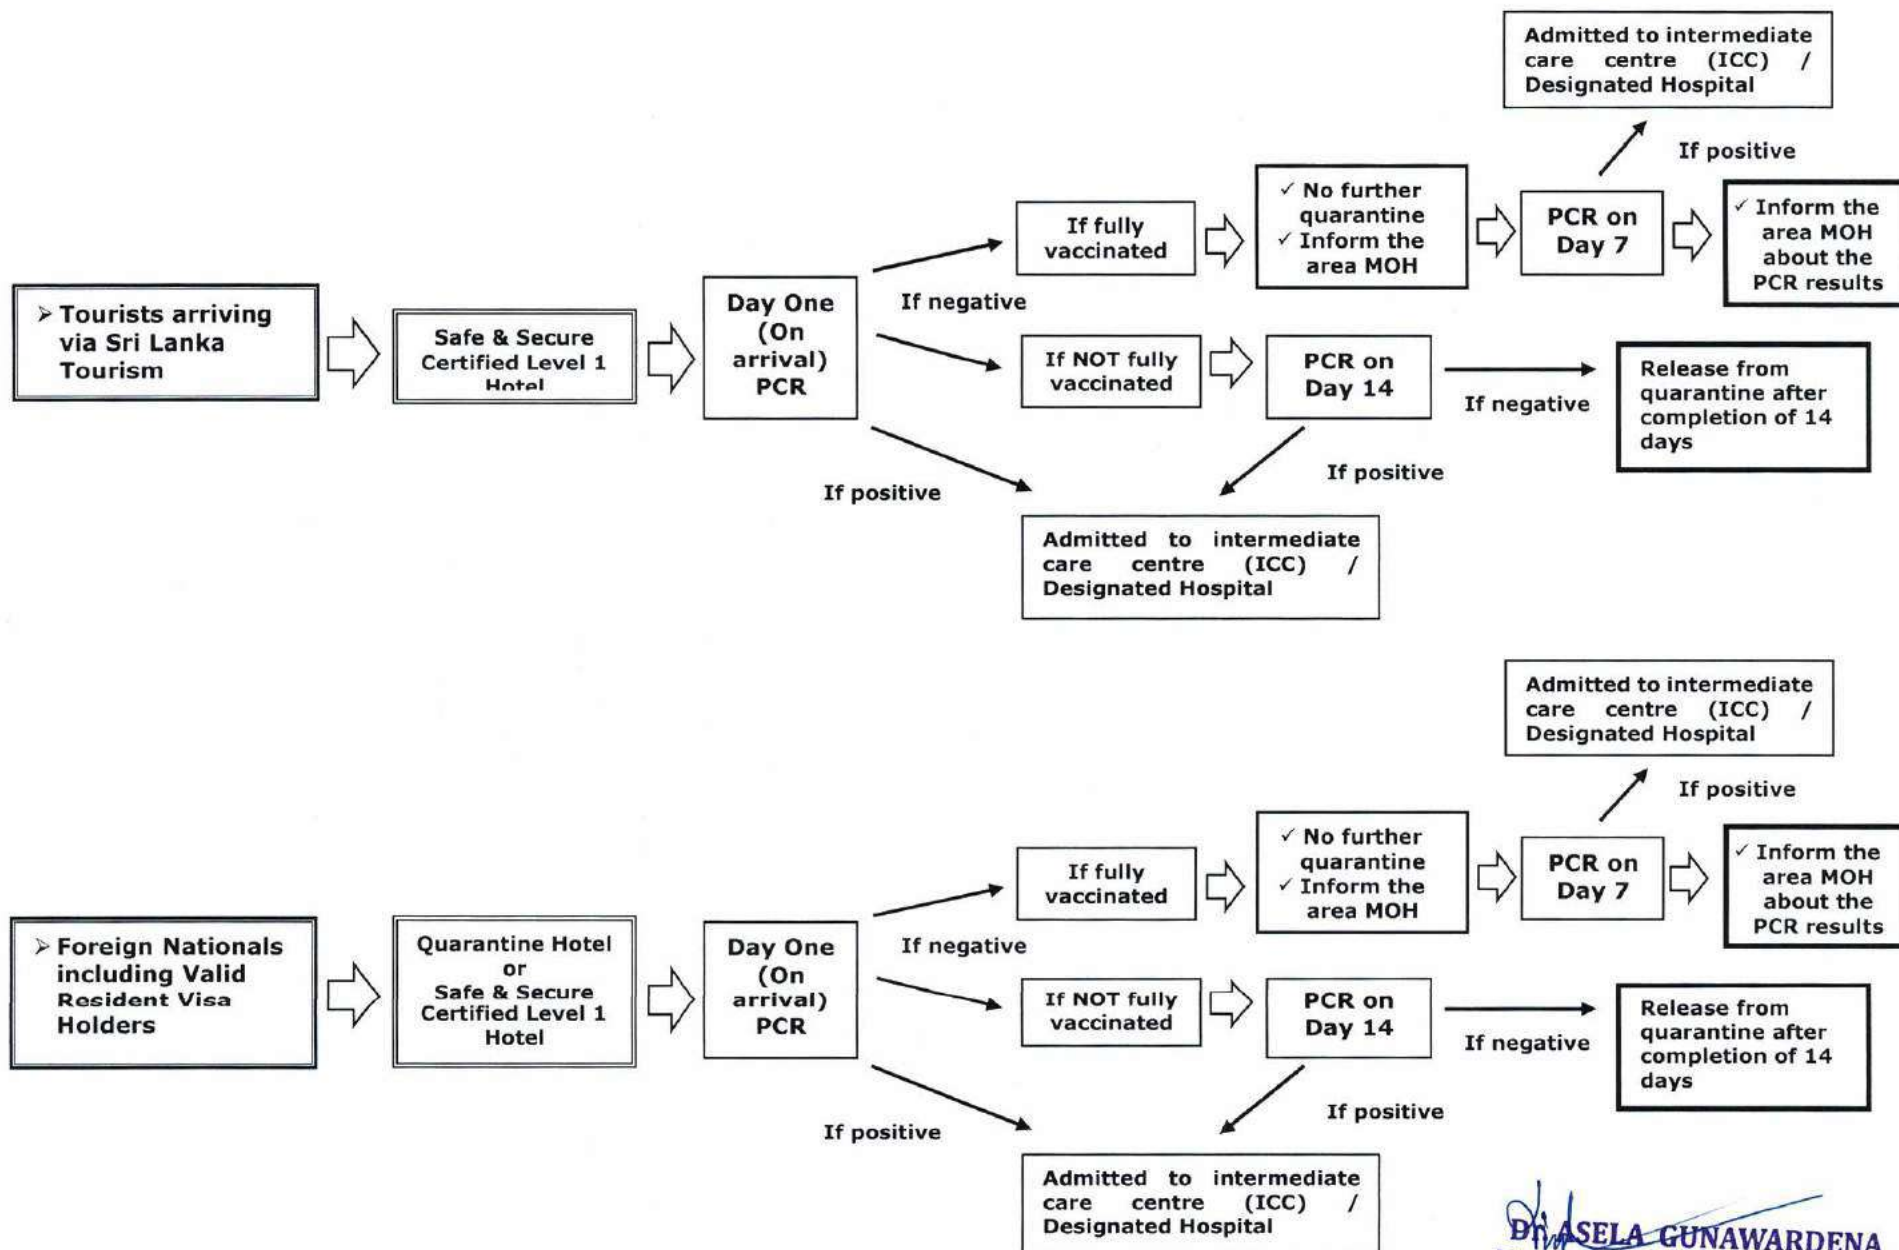 ➢ Tourists arriving
via Sri Lanka
Tourism
Safe & Secure
Certified Level 1
Hotel
Day One
(On
arrival)
PCR
If negative
If positive
If fully
vaccinated
✓ No further
quarantine
✓ Inform the
area MOH
PCR on
Day 7
If positive
Admitted to intermediate
care centre (ICC) /
Designated Hospital
✓ Inform the
area MOH
about the
PCR results
If NOT fully
vaccinated
PCR on
Day 14
If negative
Release from
quarantine after
completion of 14
days
If positive
Admitted to intermediate
care centre (ICC) /
Designated Hospital
➢ Foreign Nationals
including Valid
Resident Visa
Holders
Quarantine Hotel
or
Safe & Secure
Certified Level 1
Hotel
Day One
(On
arrival)
PCR
If negative
If positive
If fully
vaccinated
✓ No further
quarantine
✓ Inform the
area MOH
PCR on
Day 7
If positive
Admitted to intermediate
care centre (ICC) /
Designated Hospital
✓ Inform the
area MOH
about the
PCR results
If NOT fully
vaccinated
PCR on
Day 14
If negative
Release from
quarantine after
completion of 14
days
If positive
Admitted to intermediate
care centre (ICC) /
Designated Hospital
Dr. ASELA GUNAWARDENA